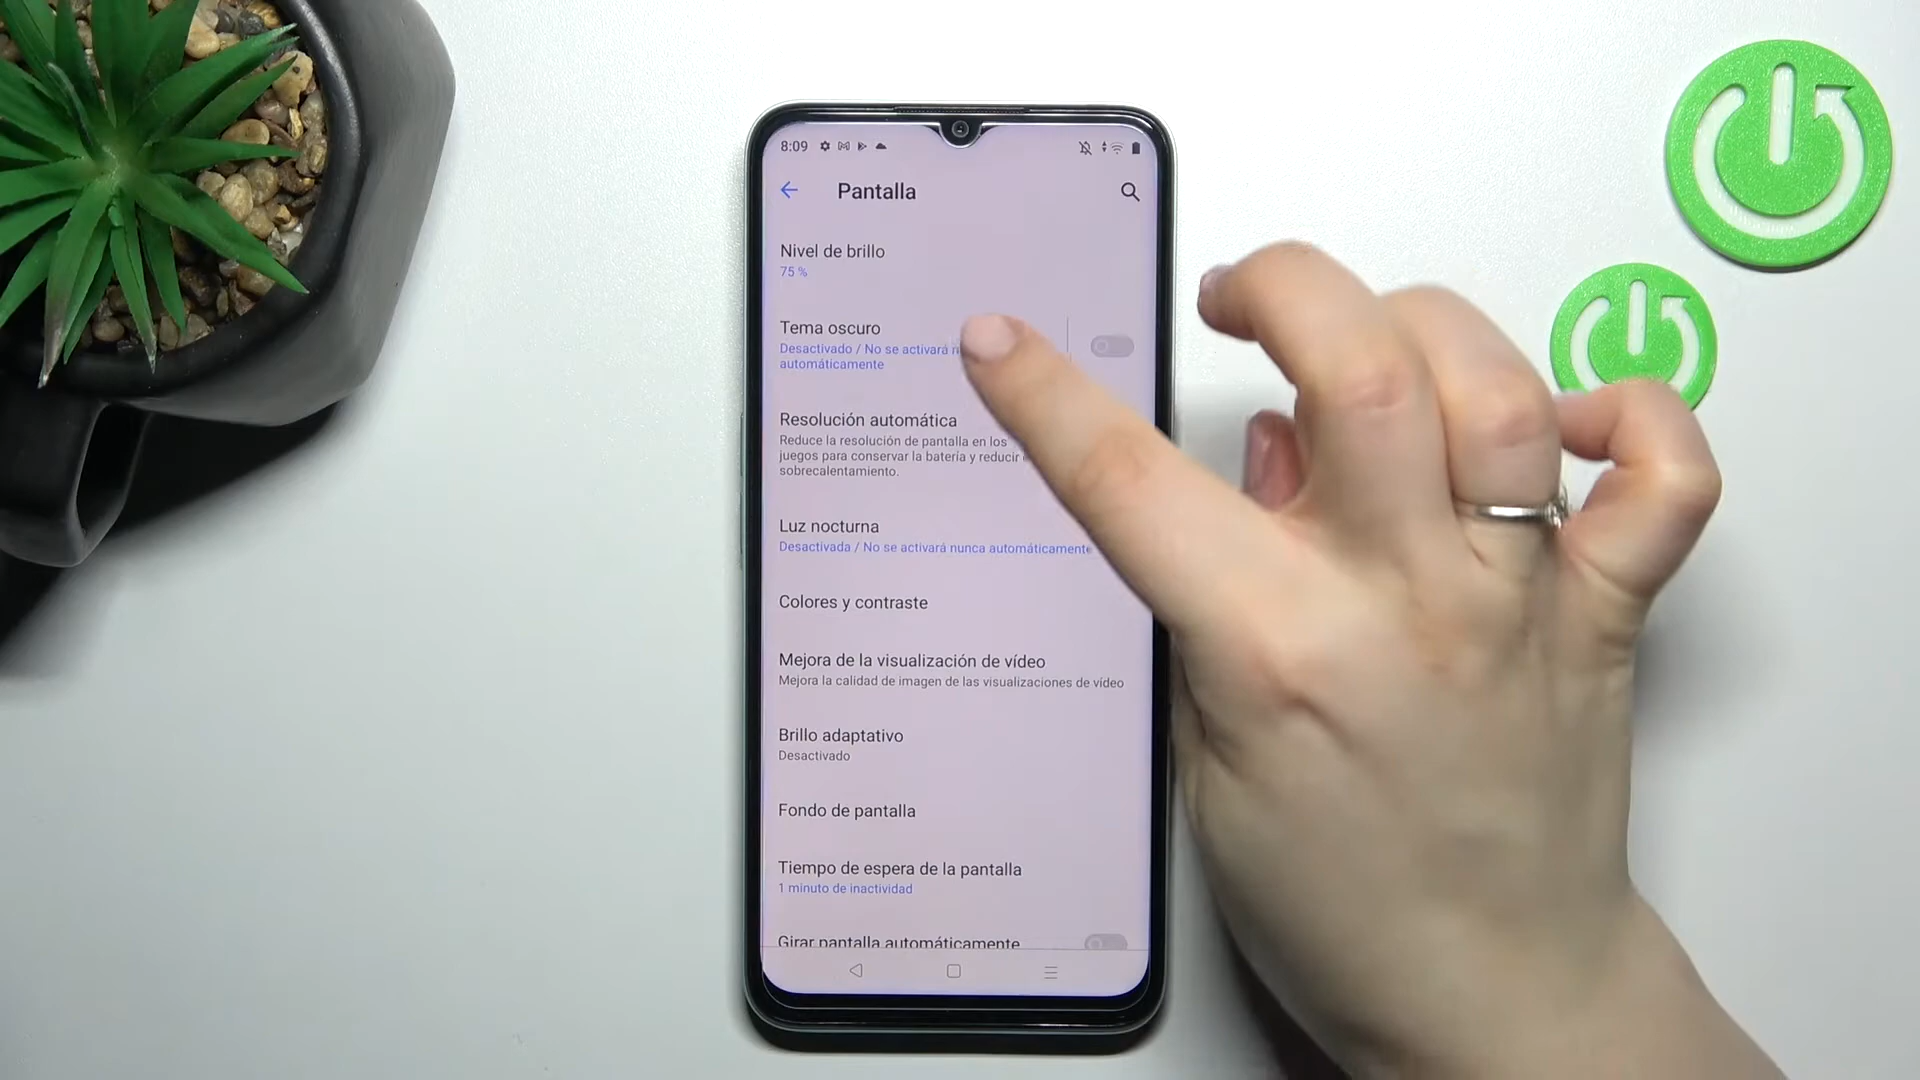 8:09
Pantalla
Nivel de brillo
75 %
Tema oscuro
Desactivado / No se activará
automáticamente
Resolución automática
Reduce la resolución de pantalla en los
juegos para conservar la batería y reducir
sobrecalentamiento.
Luz nocturna
Desactivada / No se activará nunca automáticamente
Colores y contraste
Mejora de la visualización de vídeo
Mejora la calidad de imagen de las visualizaciones de vídeo
Brillo adaptativo
Desactivado
Fondo de pantalla
Tiempo de espera de la pantalla
1 minuto de inactividad
Girar pantalla automáticamente